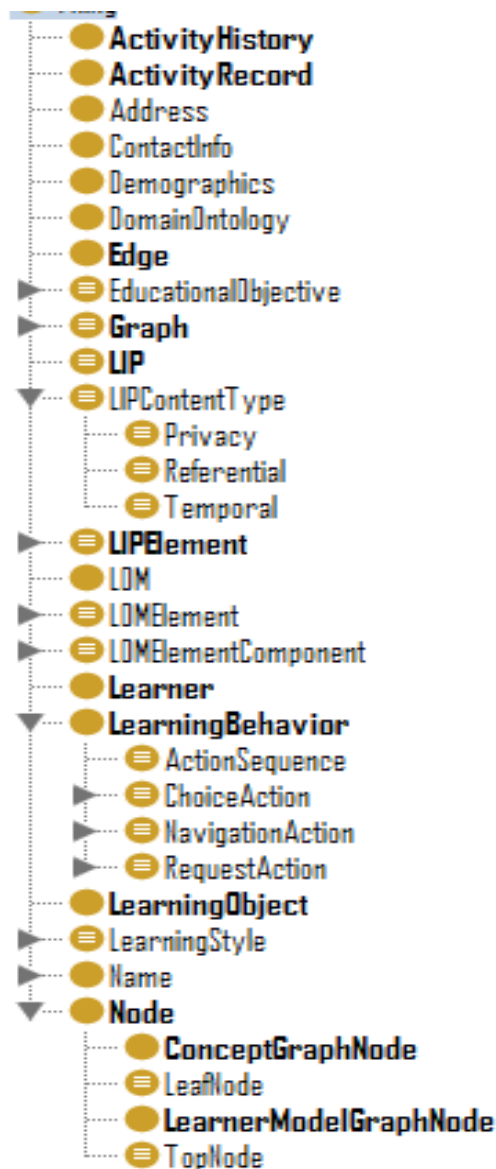 ActivityHistory
ActivityRecord
Address
ContactInfo
Demographics
DomainOntology
Edge
EducationalObjective
Graph
LIP
LIPContentType
Privacy
Referential
Temporal
LIPElement
LOM
LOMElement
LOMElementComponent
Learner
LearningBehavior
ActionSequence
ChoiceAction
NavigationAction
RequestAction
LearningObject
LearningStyle
Name
Node
ConceptGraphNode
LeafNode
LearnerModelGraphNode
TopNode